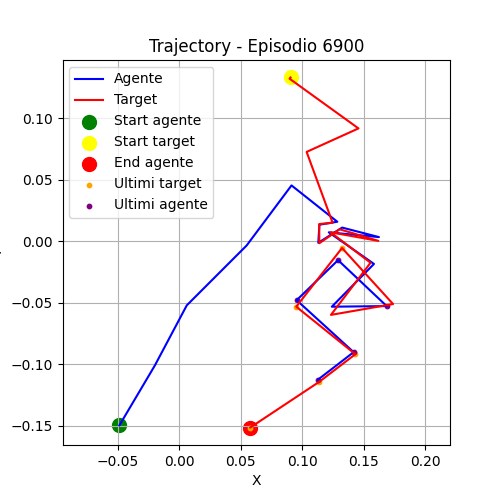 Trajectory - Episodio 6900
Agente
Target
Start agente
Start target
End agente
Ultimi target
Ultimi agente
0.10
0.05
0.00
−0.05
−0.10
−0.15
−0.05
0.00
0.05
0.10
0.15
0.20
X